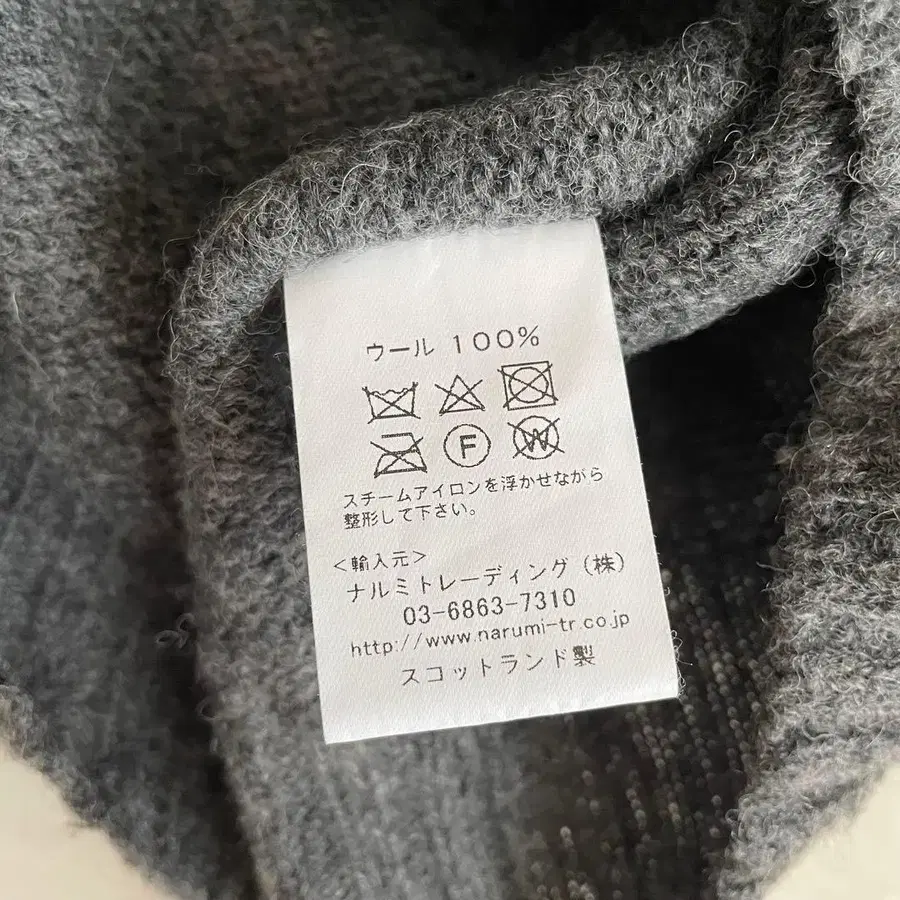 ウール 100%
F
W
スチームアイロンを浮かせながら
整形して下さい。
<輸入元>
ナルミトレーディング(株)
03-6863-7310
http://www.narumi-tr.co.jp
スコットランド製